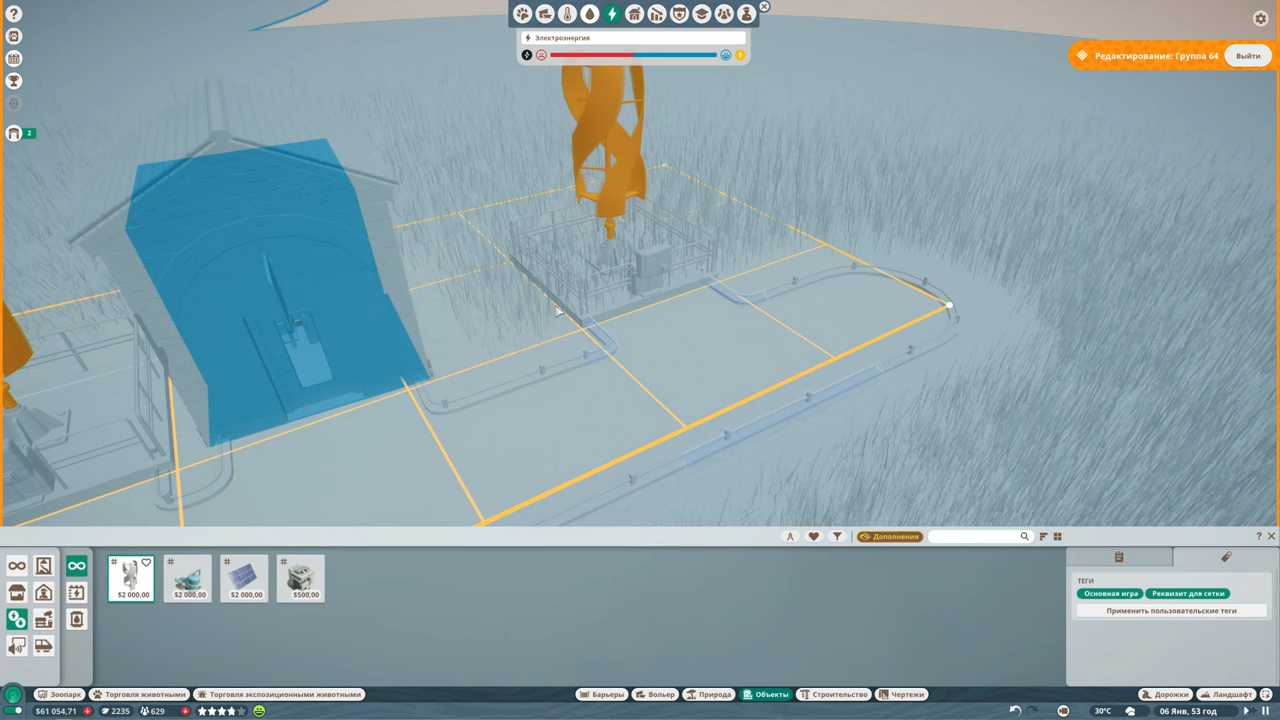 ?
2
Электроэнергия
Редактирование: Группа 64
Выйти
Дополнения
? ×
$2 000,00
$2 000,00
$2 000,00
$500,00
ТЕГИ
Основная игра
Реквизит для сетки
Применить пользовательские теги
Зоопарк
Торговля животными
Торговля экспозиционными животными
Барьеры
Вольер
Природа
Объекты
Строительство
Чертежи
Дорожки
Ландшафт
$61 054,71
2235
629
30°C
06 Янв, 53 год